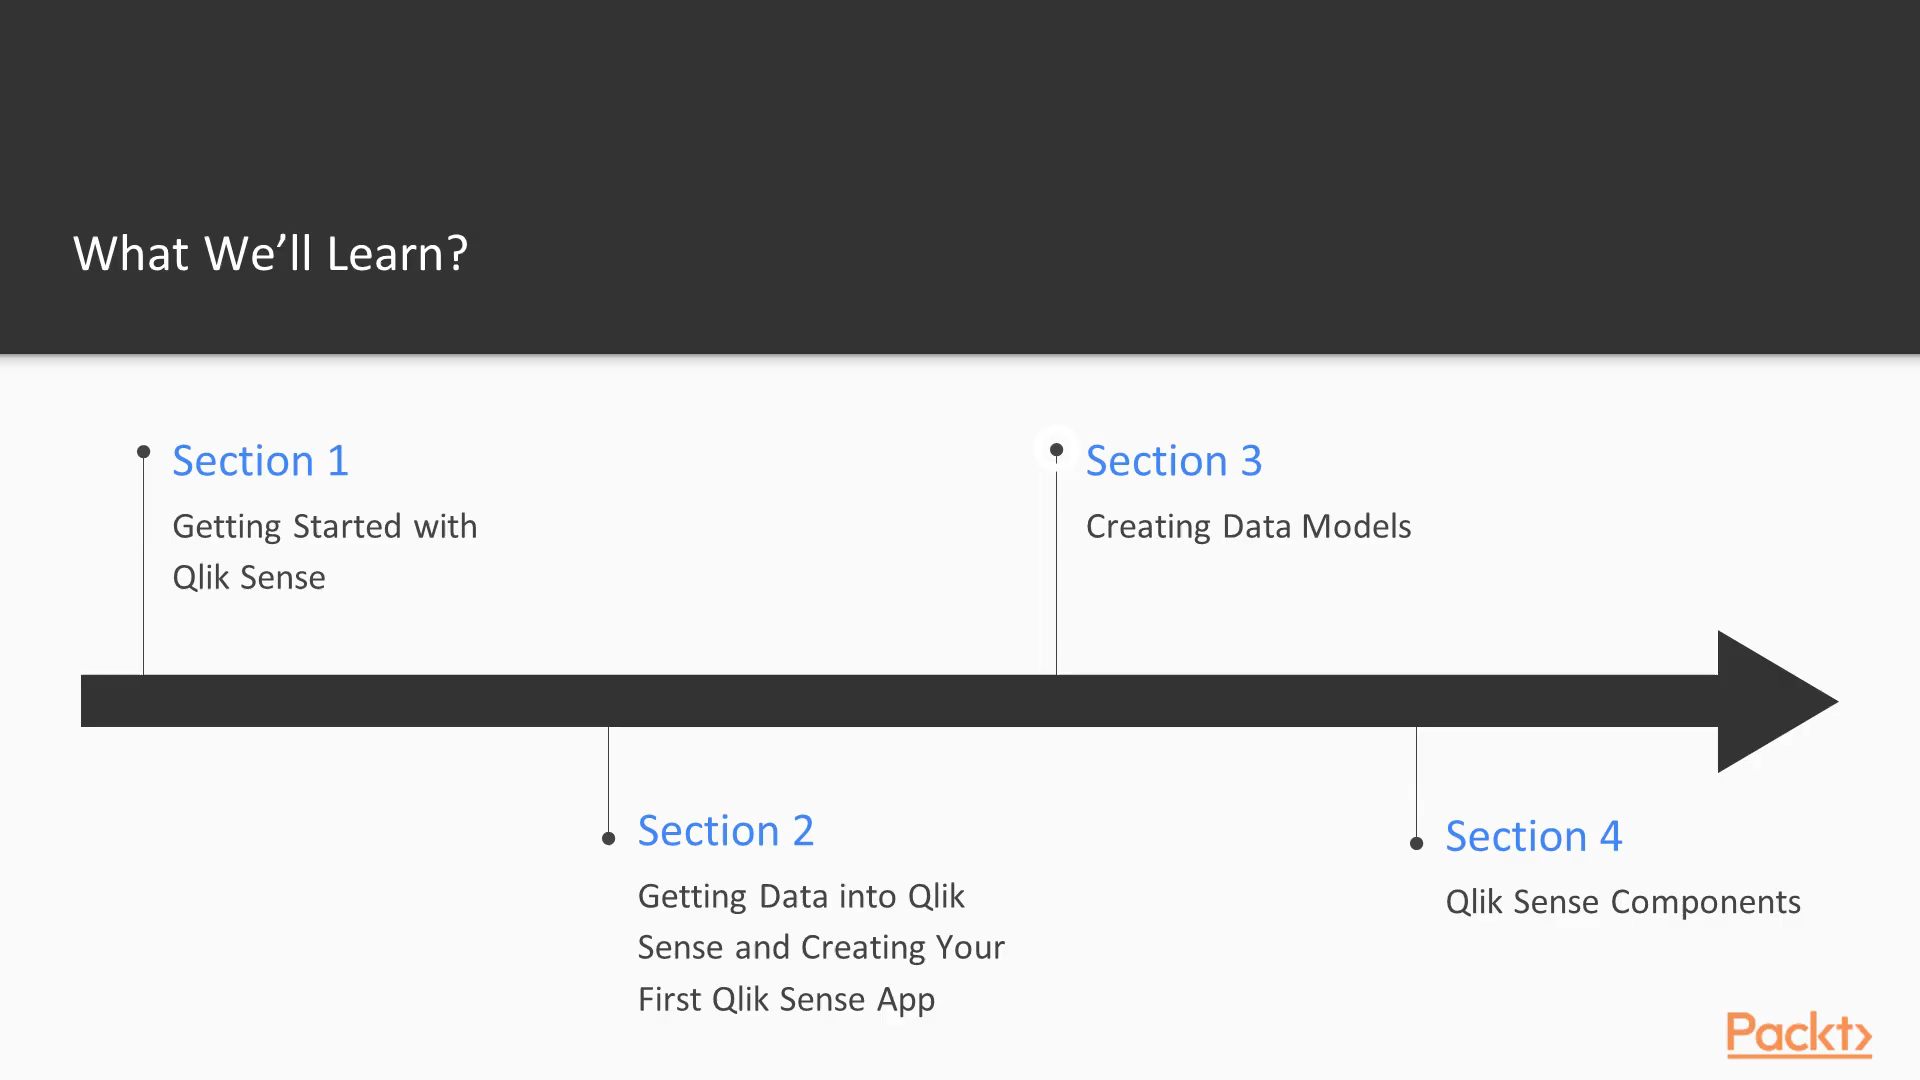 What We’ll Learn?
Section 1
Getting Started with
Qlik Sense
Section 2
Getting Data into Qlik
Sense and Creating Your
First Qlik Sense App
Section 3
Creating Data Models
Section 4
Qlik Sense Components
Packt>